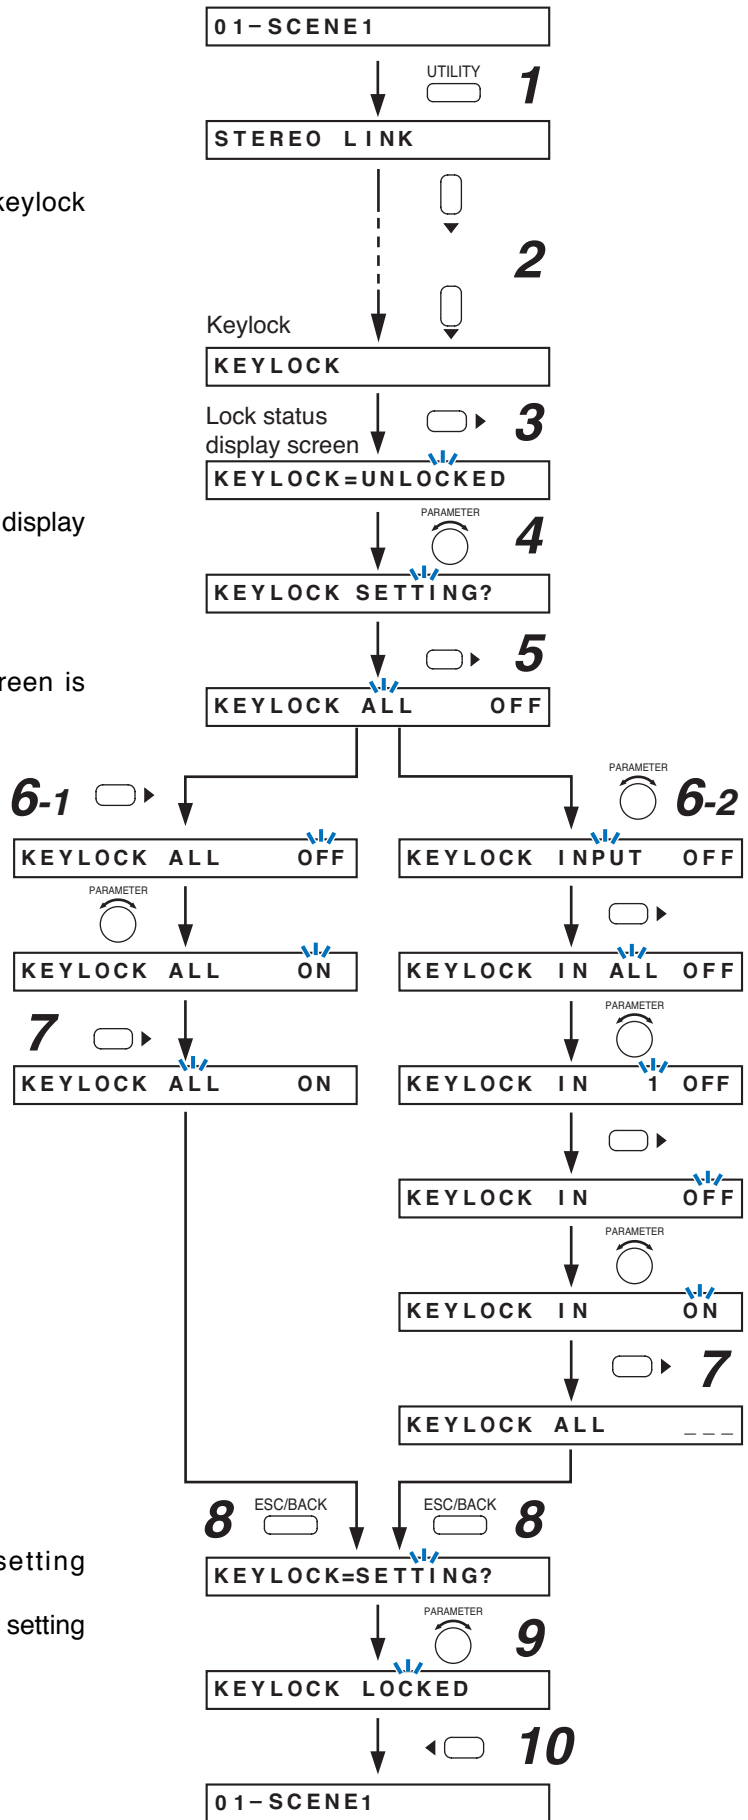 01-SCENE1
UTILITY 1
STEREO LINK
keylock
2
Keylock
KEYLOCK
Lock status
display screen
3
KEYLOCK=UNLOCKED
display
PARAMETER
4
KEYLOCK SETTING?
5
reen is
KEYLOCK ALL OFF
6-1
PARAMETER
6-2
KEYLOCK ALL OFF
KEYLOCK INPUT OFF
PARAMETER
KEYLOCK ALL ON
KEYLOCK IN ALL OFF
7
PARAMETER
KEYLOCK ALL ON
KEYLOCK IN 1 OFF
KEYLOCK IN OFF
PARAMETER
KEYLOCK IN ON
7
KEYLOCK ALL _ _ _
8 ESC/BACK
ESC/BACK 8
setting
KEYLOCK=SETTING?
setting
PARAMETER
9
KEYLOCK LOCKED
10
01-SCENE1